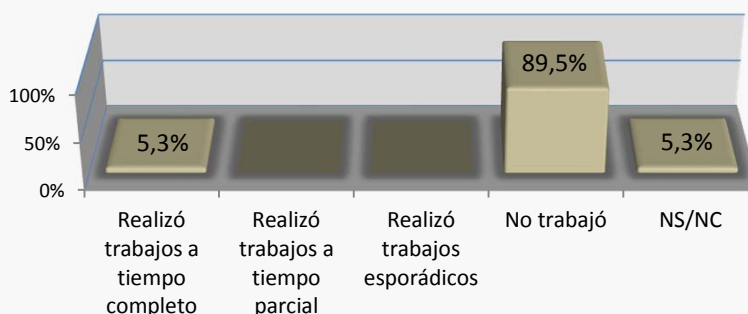 100%
50%
0%
5,3%
89,5%
5,3%
Realizó
trabajos a
tiempo
completo
Realizó
trabajos a
tiempo
parcial
Realizó
trabajos
esporádicos
No trabajó
NS/NC